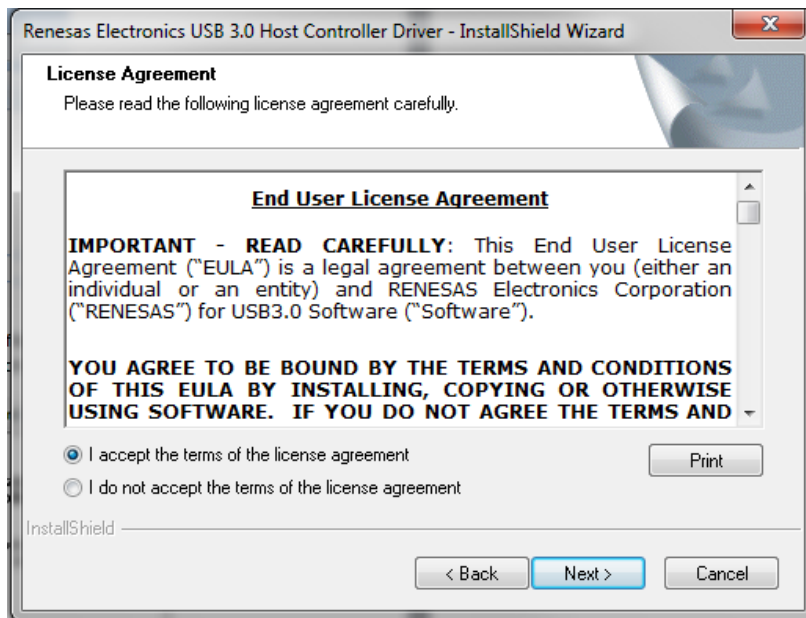 Renesas Electronics USB 3.0 Host Controller Driver - InstallShield Wizard
License Agreement
Please read the following license agreement carefully.
End User License Agreement
IMPORTANT - READ CAREFULLY: This End User License
Agreement (“EULA”) is a legal agreement between you (either an
individual or an entity) and RENESAS Electronics Corporation
(“RENESAS”) for USB3.0 Software (“Software”).
YOU AGREE TO BE BOUND BY THE TERMS AND CONDITIONS
OF THIS EULA BY INSTALLING, COPYING OR OTHERWISE
USING SOFTWARE. IF YOU DO NOT AGREE THE TERMS AND
I accept the terms of the license agreement
Print
I do not accept the terms of the license agreement
InstallShield
< Back
Next >
Cancel